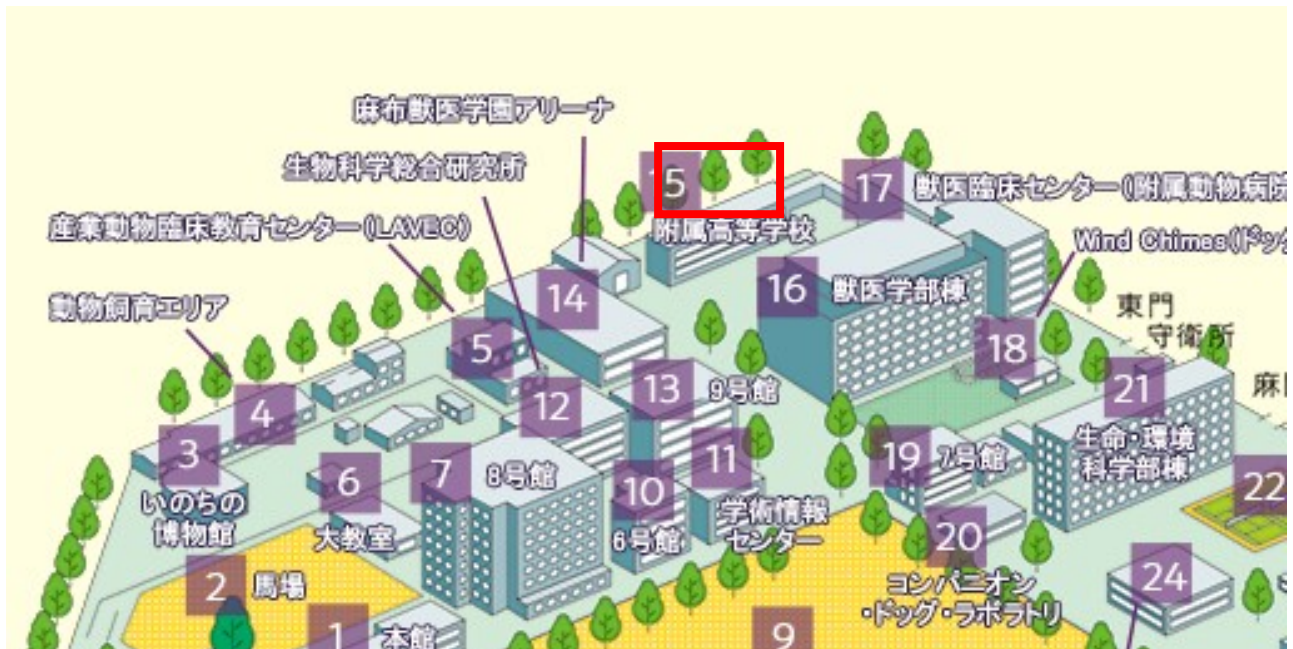 麻布獣医学園アリーナ
生物科学総合研究所
15
17
獣医臨床センター(附属動物病院
産業動物臨床教育センター(LAVEC)
附属高等学校
Wind Chimes(ドッ
動物飼育エリア
14
16
獣医学部棟
東門
守衛所
5
18
13
9号館
21
麻
4
12
生命・環境
科学部棟
3
7
8号館
11
19
7号館
6
10
22
いのちの
博物館
大教室
6号館
学術情報
センター
20
2
馬場
コンパニオン
・ドッグ・ラボラトリ
24
1
本館
9